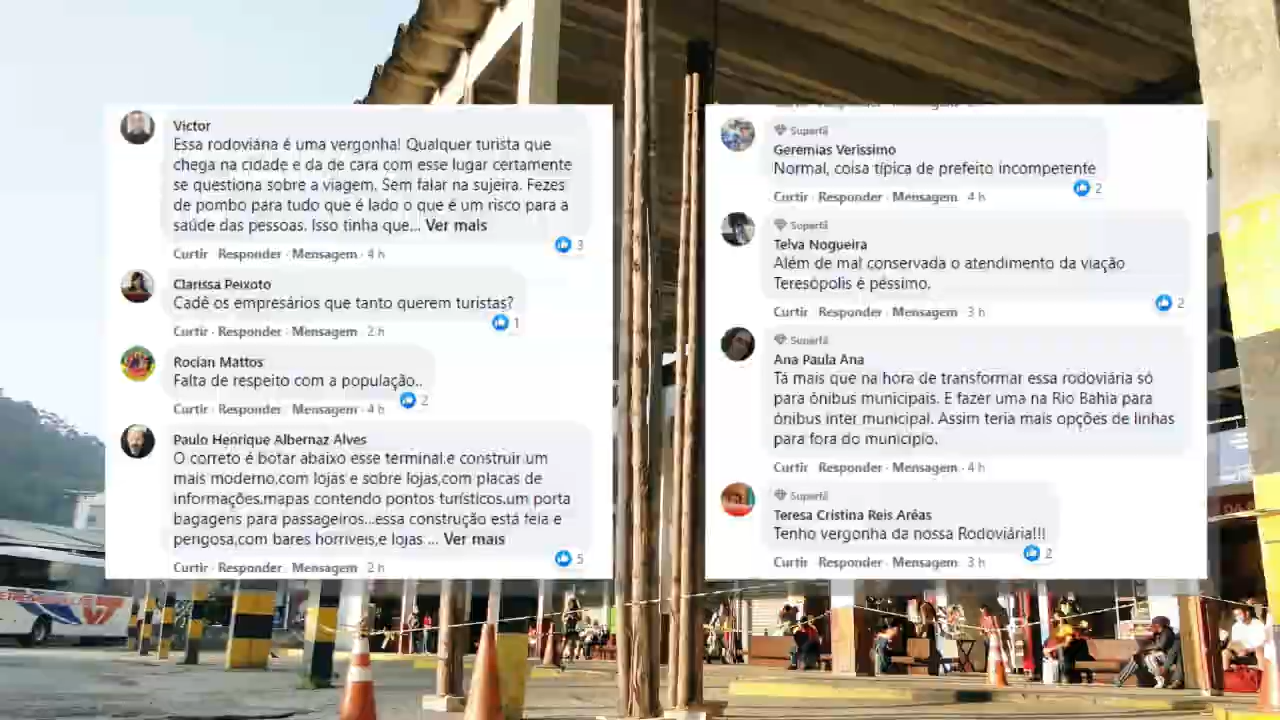 Victor
Essa rodoviária é uma vergonha! Qualquer turista que
chega na cidade e da de cara com esse lugar certamente
se questiona sobre a viagem. Sem falar na sujeira. Fezes
de pombo para tudo que é lado o que é um risco para a
saúde das pessoas. Isso tinha que... Ver mais
Curtir · Responder · Mensagem · 4 h
3
Clarissa Peixoto
Cadê os empresários que tanto querem turistas?
Curtir · Responder · Mensagem · 2 h
1
Rocian Mattos
Falta de respeito com a população..
Curtir · Responder · Mensagem · 4 h
2
Paulo Henrique Albernaz Alves
O correto é botar abaixo esse terminal.e construir um
mais moderno,com lojas e sobre lojas,com placas de
informações,mapas contendo pontos turísticos,um porta
bagagens para passageiros...essa construção está feia e
perigosa,com bares horríveis,e lojas ... Ver mais
Curtir · Responder · Mensagem · 2 h
5
Superfã
Geremias Verissimo
Normal, coisa típica de prefeito incompetente
Curtir · Responder · Mensagem · 4 h
2
Superfã
Telva Nogueira
Além de mal conservada o atendimento da viação
Teresópolis é péssimo.
Curtir · Responder · Mensagem · 3 h
2
Superfã
Ana Paula Ana
Tá mais que na hora de transformar essa rodoviária só
para ônibus municipais. E fazer uma na Rio Bahia para
ônibus inter municipal. Assim teria mais opções de linhas
para fora do município.
Curtir · Responder · Mensagem · 4 h
Superfã
Teresa Cristina Reis Arêas
Tenho vergonha da nossa Rodoviária!!!
Curtir · Responder · Mensagem · 3 h
2